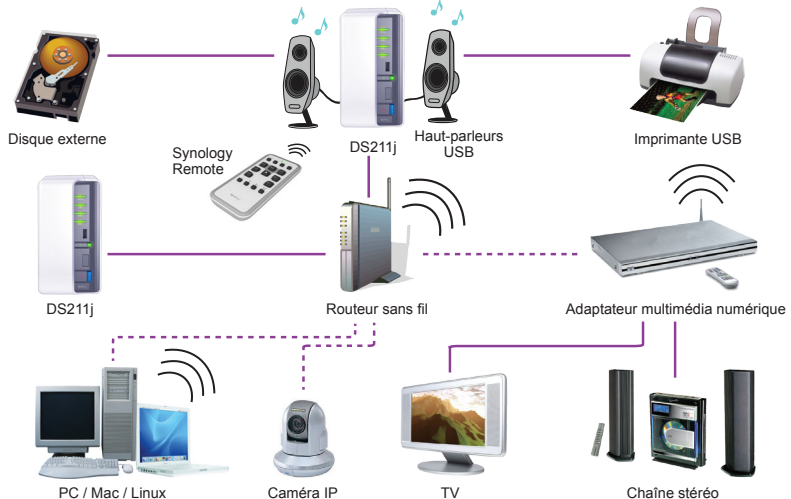 Disque externe
Synology
Remote
DS211j
Haut-parleurs
USB
Imprimante USB
DS211j
Routeur sans fil
Adaptateur multimédia numérique
PC / Mac / Linux
Caméra IP
TV
Chaîne stéréo